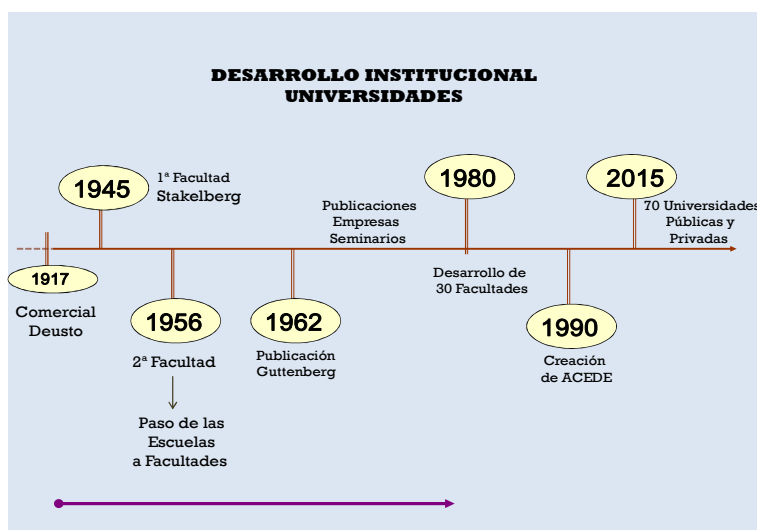 DESARROLLO INSTITUCIONAL
UNIVERSIDADES
1917
Comercial
Deusto
1945
1ª Facultad
Stakelberg
1956
2ª Facultad
Paso de las
Escuelas
a Facultades
1962
Publicación
Guttenberg
Publicaciones
Empresas
Seminarios
1980
Desarrollo de
30 Facultades
1990
Creación
de ACEDE
2015
70 Universidades
Públicas y
Privadas